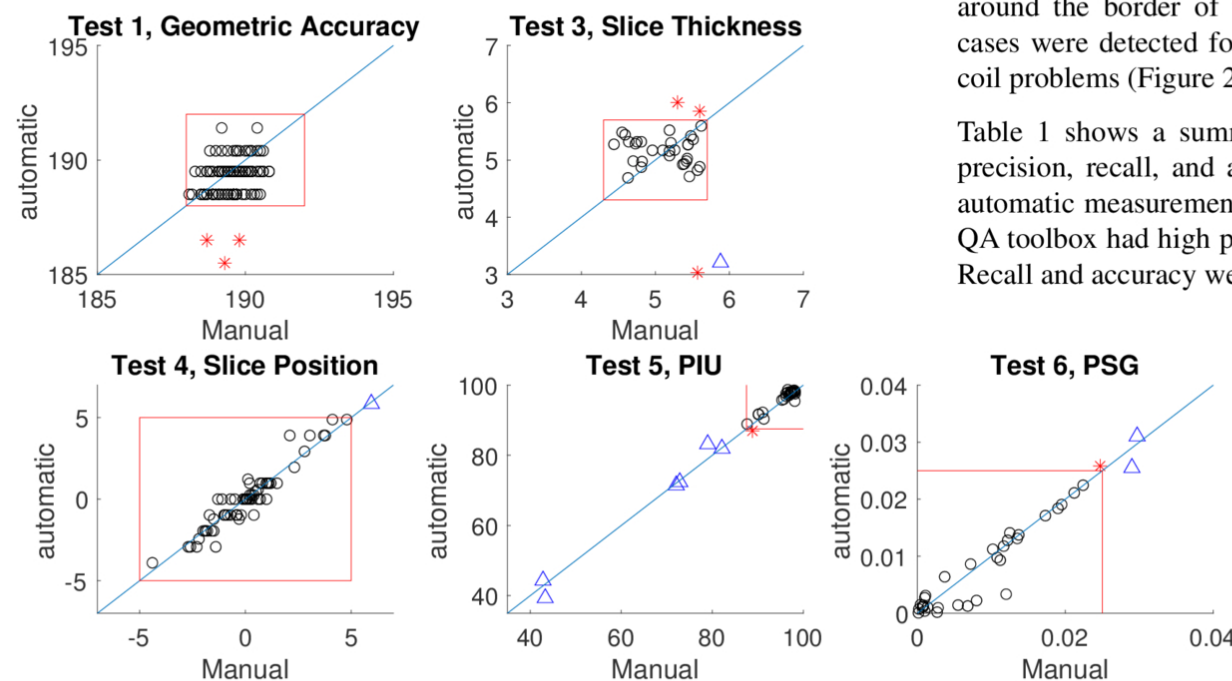 Test 1, Geometric Accuracy
195
190
185
automatic
185 190 195
Manual
Test 3, Slice Thickness
7
6
5
4
3
automatic
3 4 5 6 7
Manual
around the border of
cases were detected fo
coil problems (Figure 2
Table 1 shows a sum
precision, recall, and a
automatic measuremen
QA toolbox had high p
Recall and accuracy we
Test 4, Slice Position
5
0
-5
automatic
-5 0 5
Manual
Test 5, PIU
100
80
60
40
automatic
40 60 80 100
Manual
Test 6, PSG
0.04
0.03
0.02
0.01
0
automatic
0 0.02 0.04
Manual